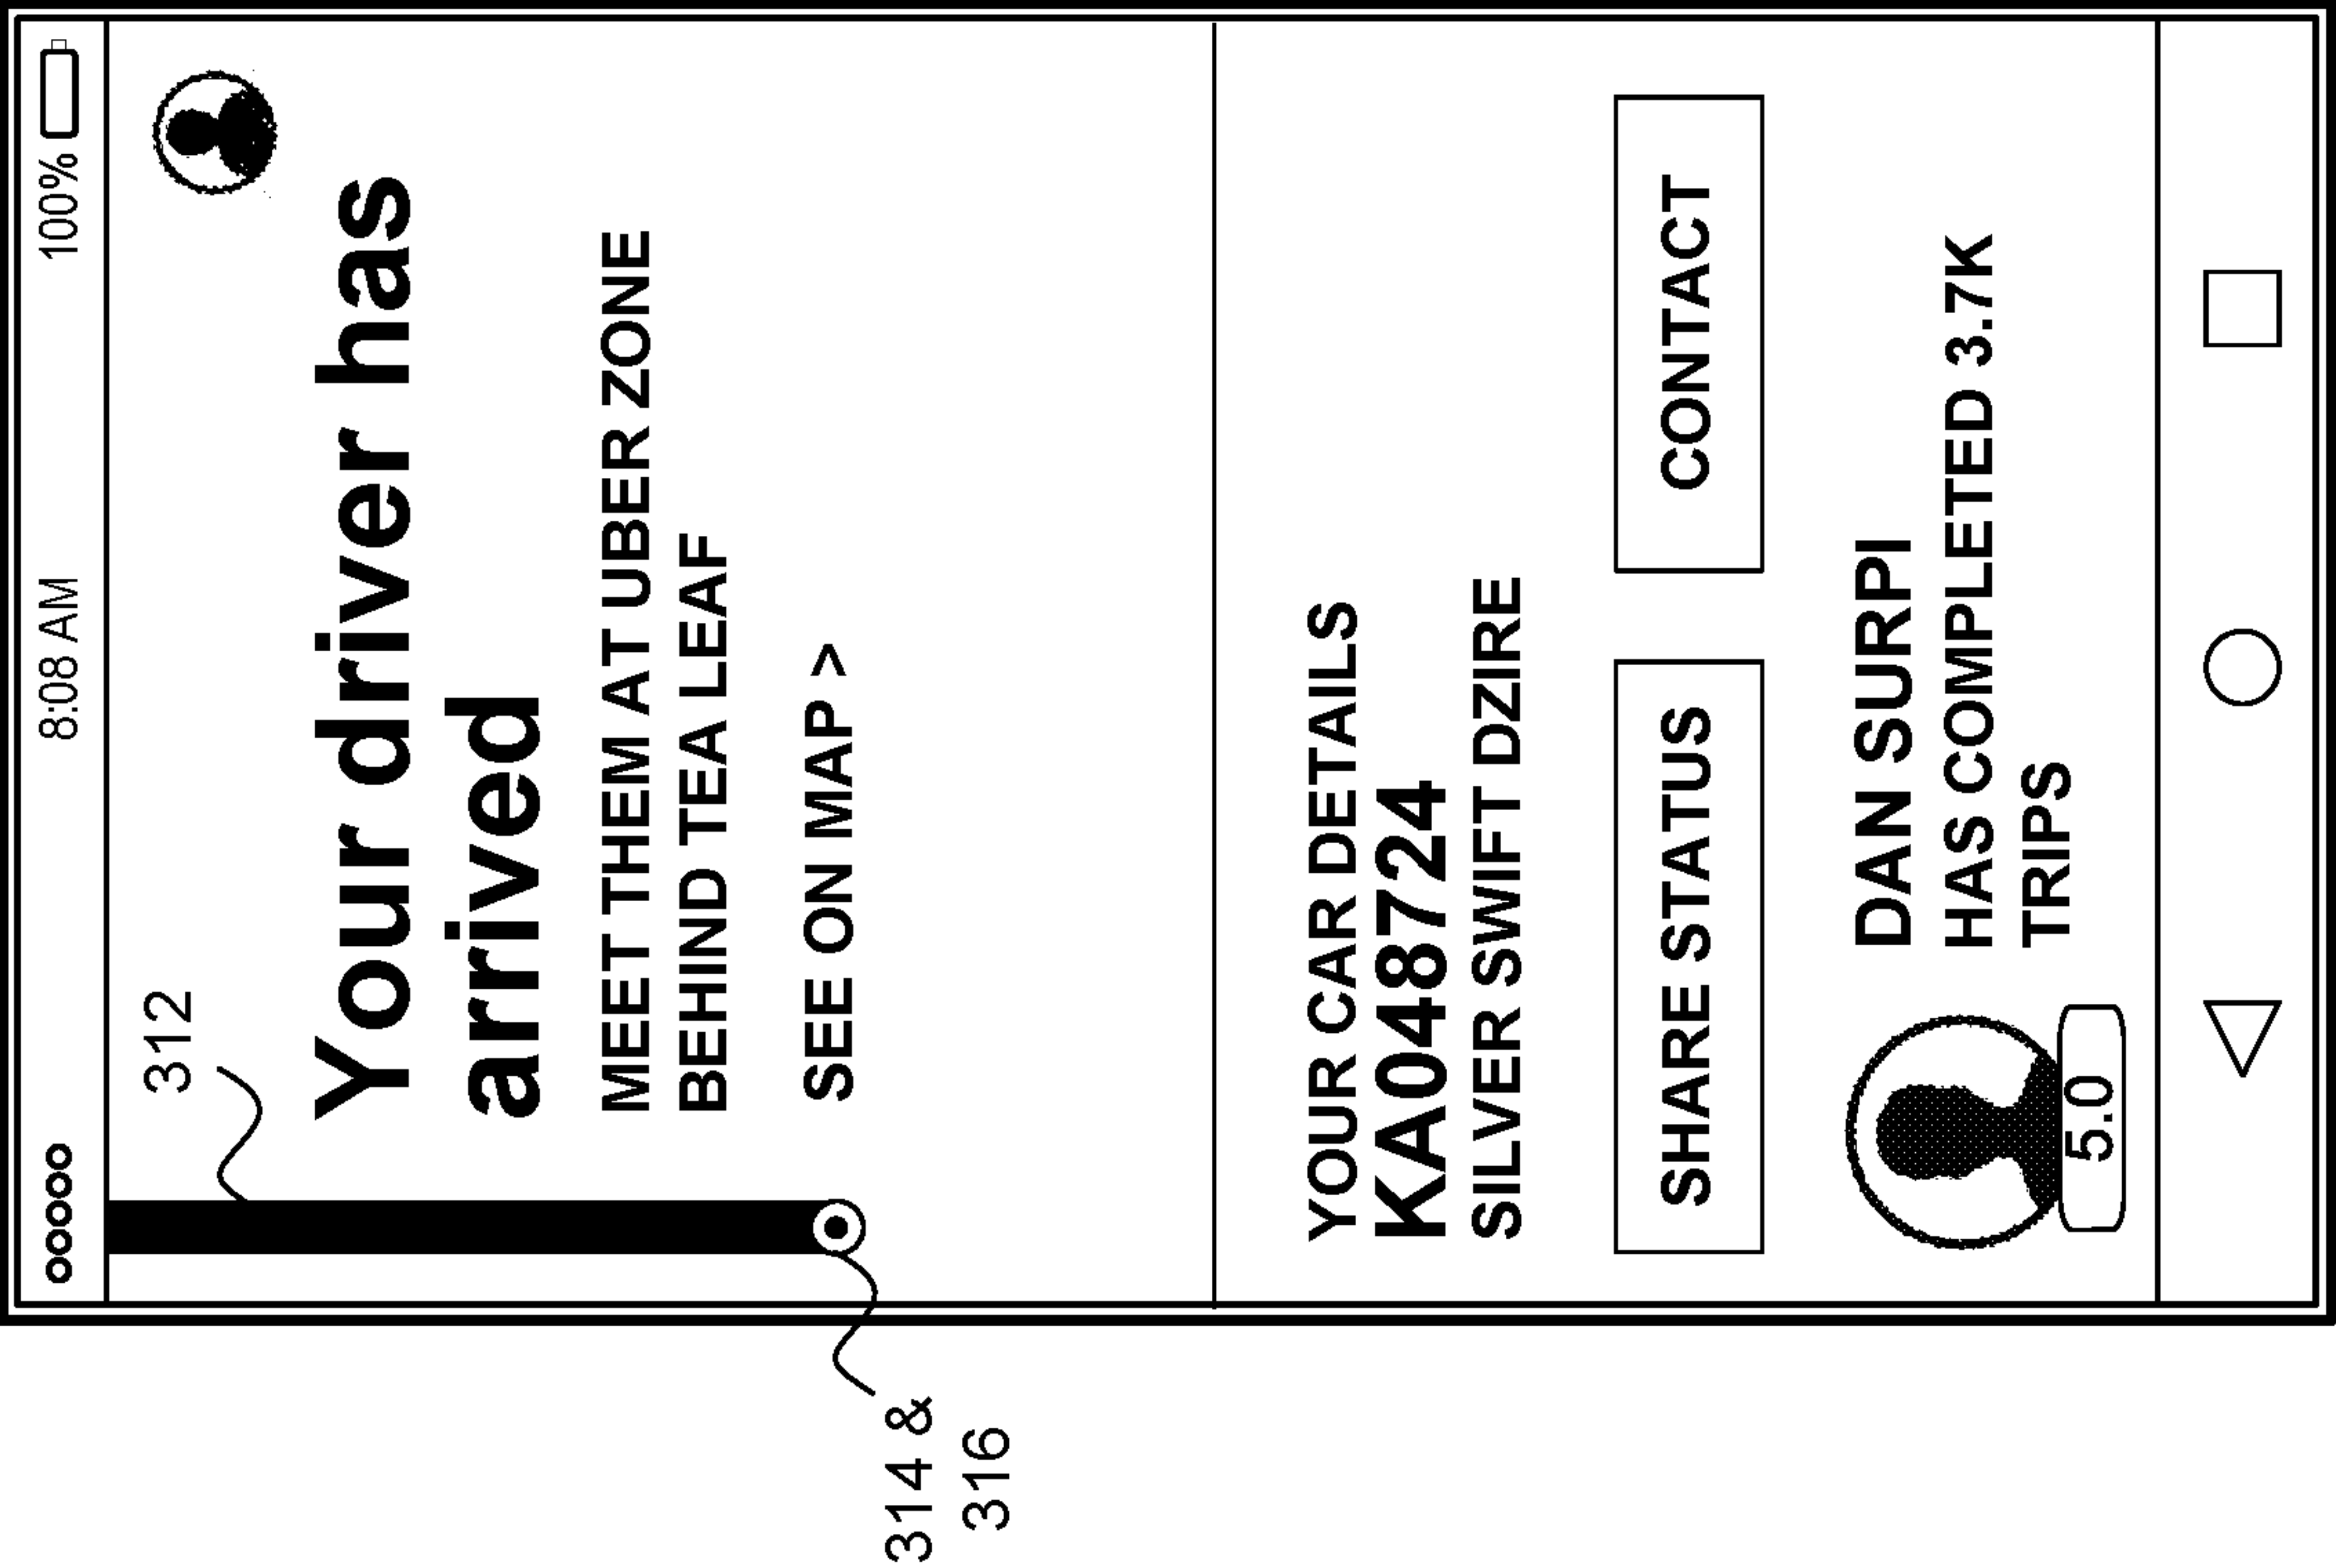 8:08 AM
100%
312
Your driver has
arrived
MEET THEM AT UBER ZONE
BEHIND TEA LEAF
SEE ON MAP >
314 &
316
YOUR CAR DETAILS
KA048724
SILVER SWIFT DZIRE
SHARE STATUS
CONTACT
DAN SURPI
HAS COMPLETED 3.7K
TRIPS
5.0